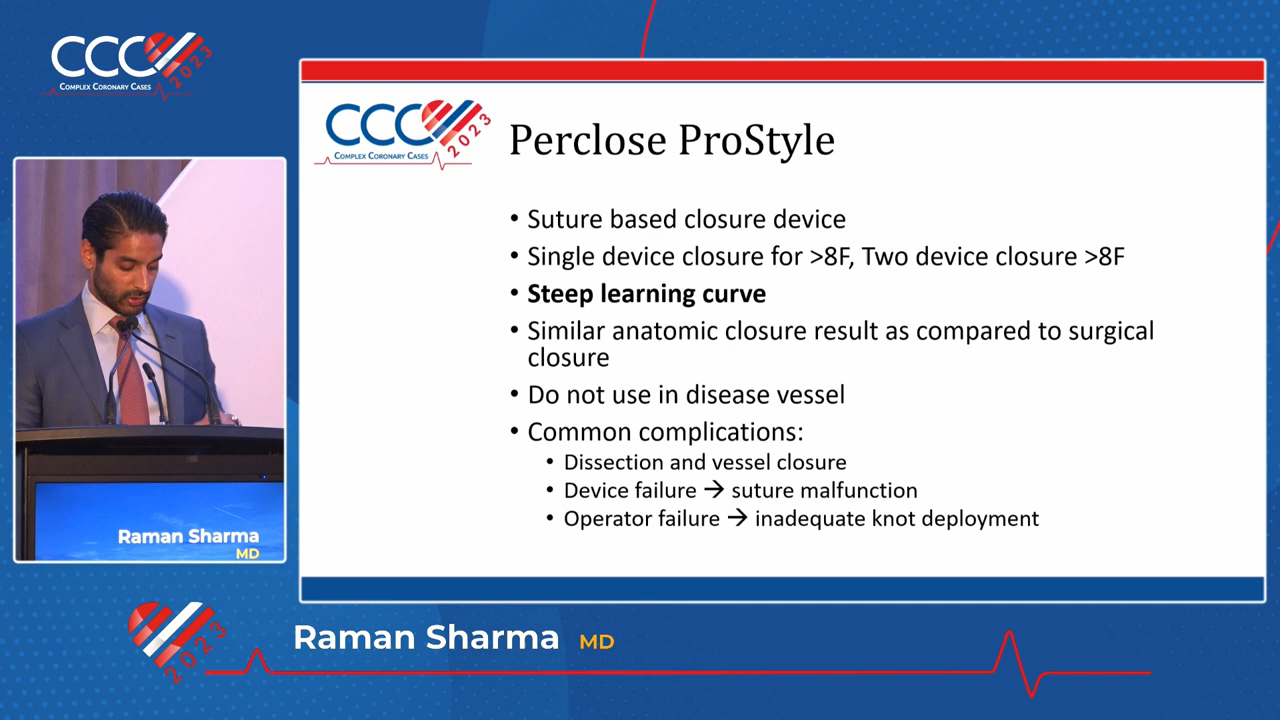 CCC
2023
COMPLEX CORONARY CASES
CCC
2023
COMPLEX CORONARY CASES
Perclose ProStyle
• Suture based closure device
• Single device closure for >8F, Two device closure >8F
• Steep learning curve
• Similar anatomic closure result as compared to surgical
closure
• Do not use in disease vessel
• Common complications:
• Dissection and vessel closure
• Device failure → suture malfunction
• Operator failure → inadequate knot deployment
Raman Sharma
MD
2023
Raman Sharma MD